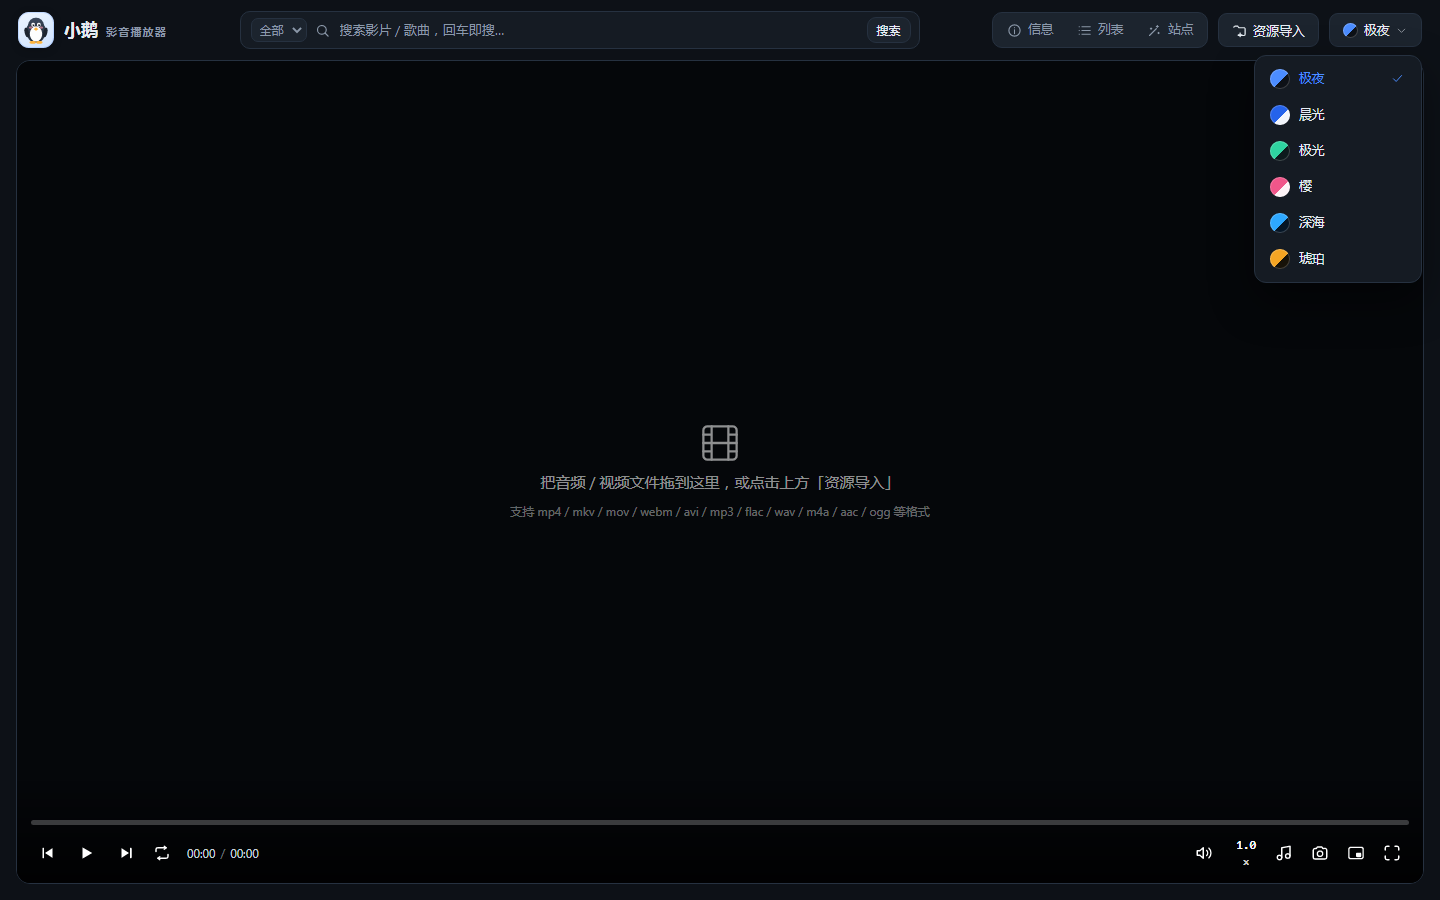 小鹅 影音播放器
全部 搜索影片 / 歌曲，回车即搜... 搜索
信息 列表 站点 资源导入 极夜
极夜
晨光
极光
樱
深海
琥珀
把音频 / 视频文件拖到这里，或点击上方「资源导入」
支持 mp4 / mkv / mov / webm / avi / mp3 / flac / wav / m4a / aac / ogg 等格式
00:00 / 00:00
1.0
x